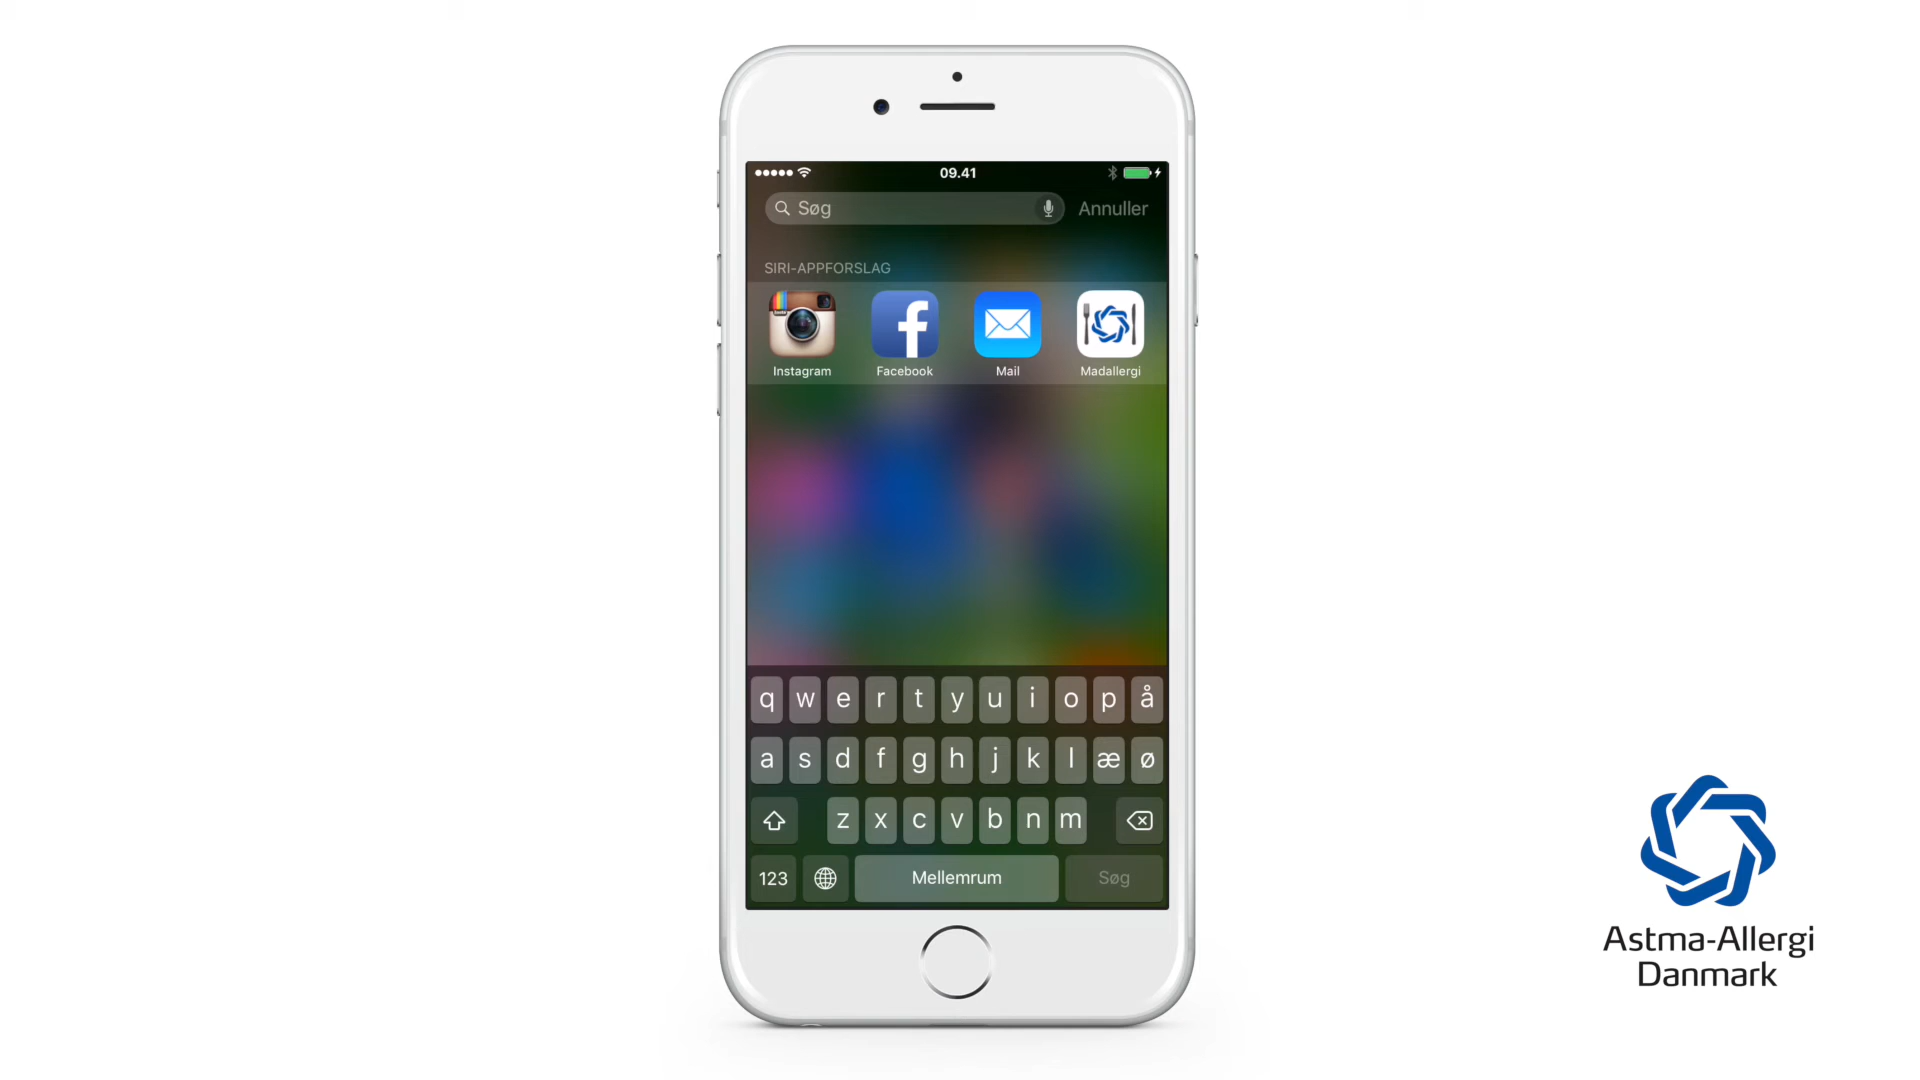 09.41
Søg
Annuller
SIRI-APPFORSLAG
Instagram
Facebook
Mail
Madallergi
q w e r t y u i o p å
a s d f g h j k l æ ø
z x c v b n m
123
Mellemrum
Søg
Astma-Allergi
Danmark